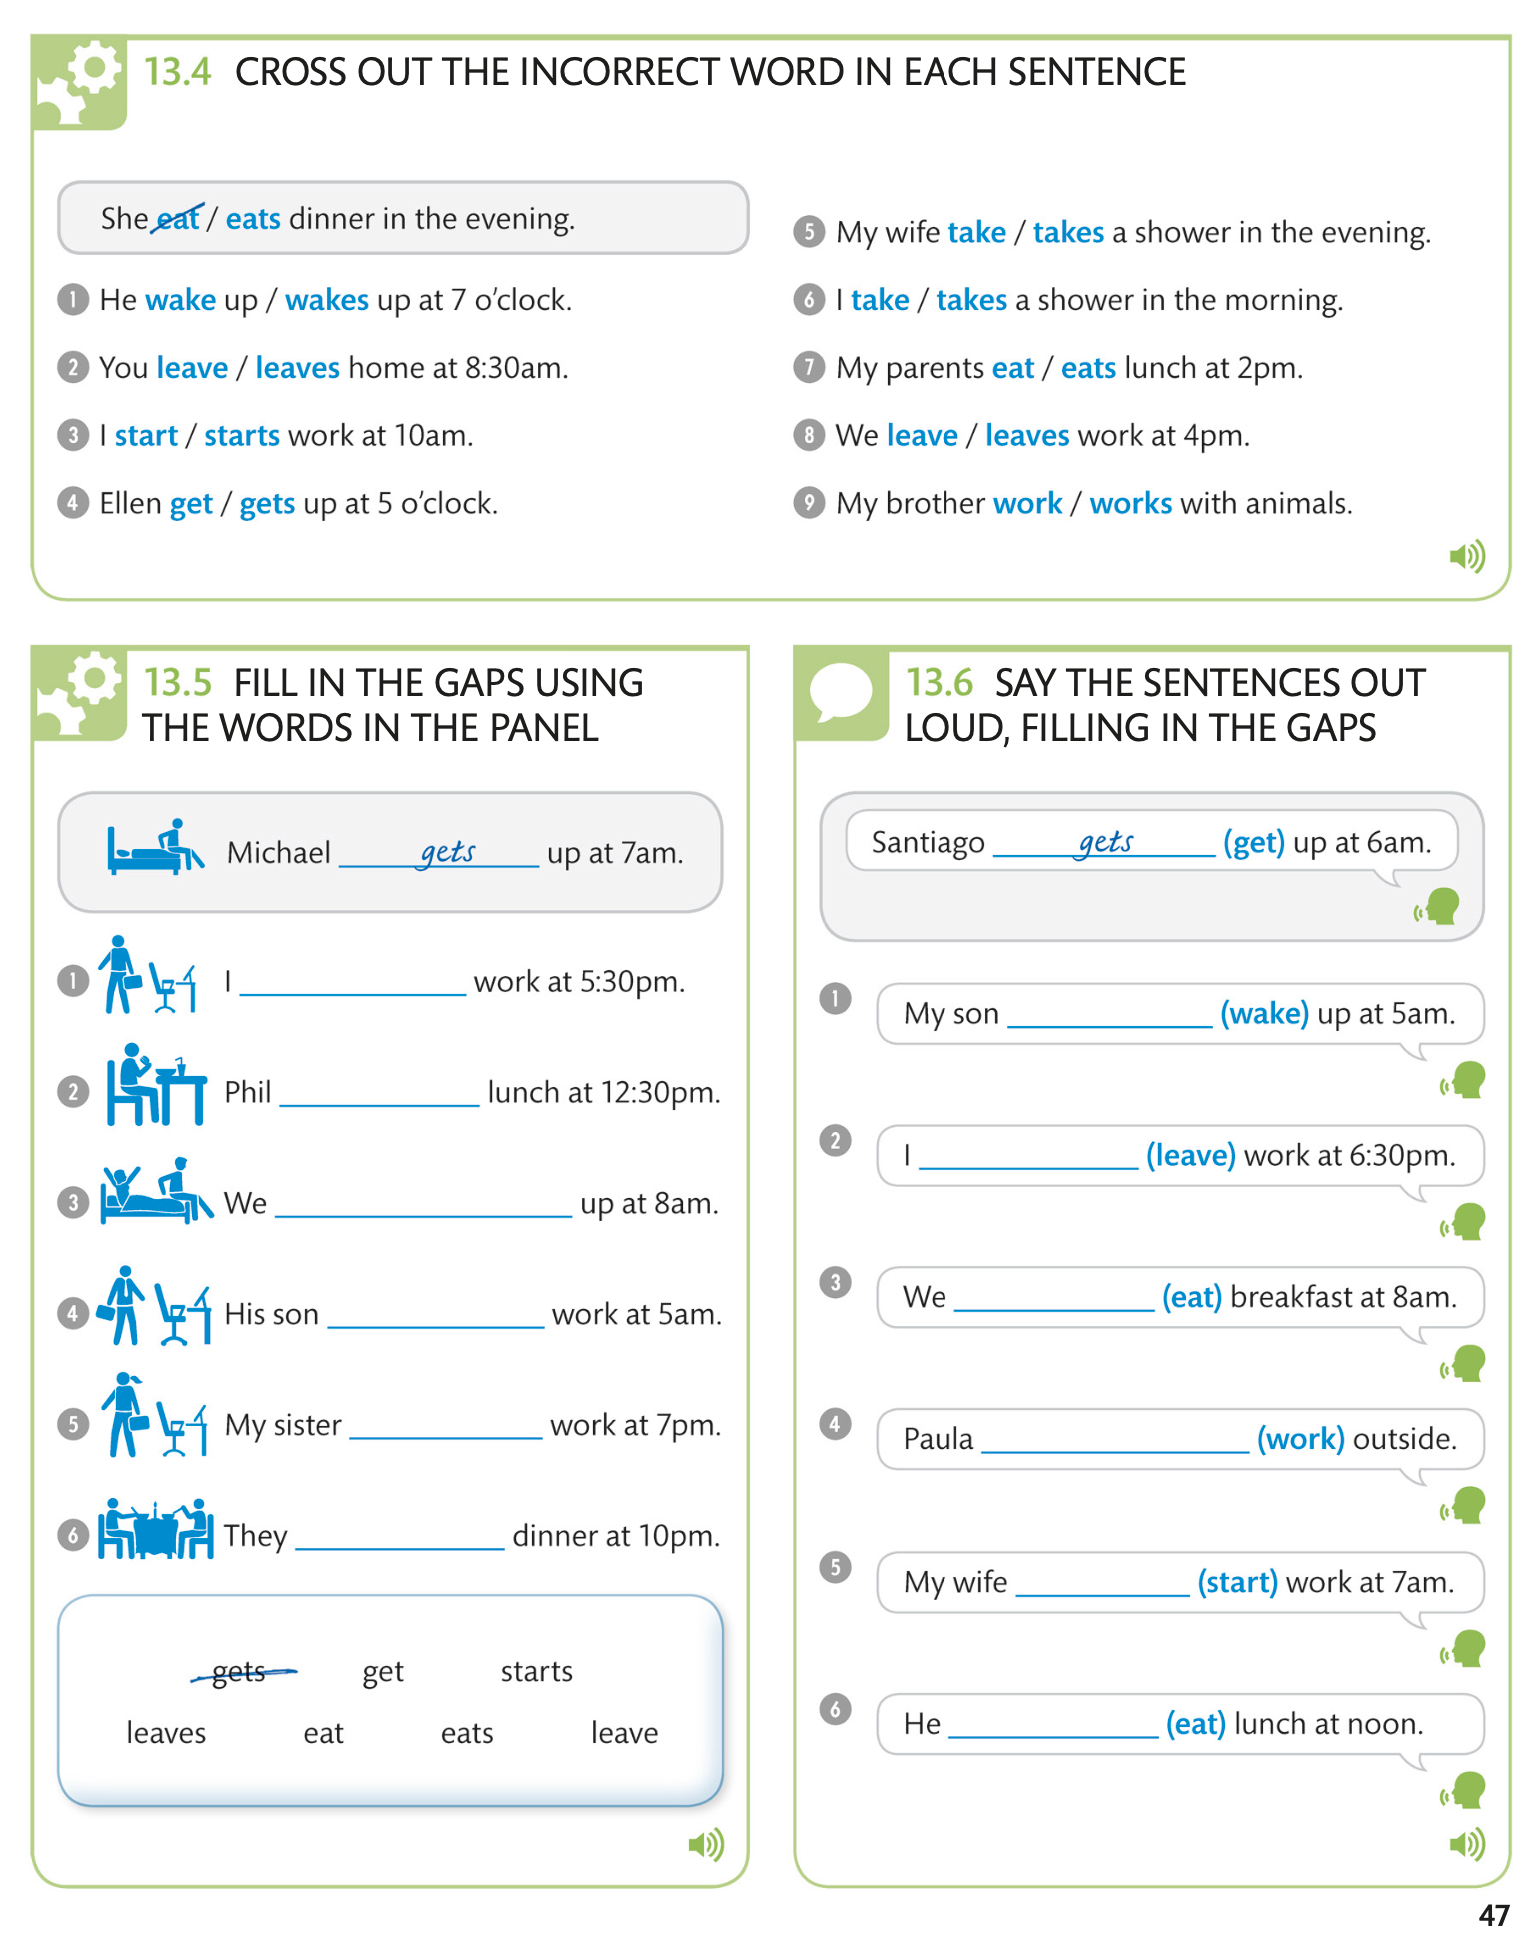 13.4 CROSS OUT THE INCORRECT WORD IN EACH SENTENCE
She eat / eats dinner in the evening.
1 He wake up / wakes up at 7 o'clock.
2 You leave / leaves home at 8:30am.
3 I start / starts work at 10am.
4 Ellen get / gets up at 5 o'clock.
5 My wife take / takes a shower in the evening.
6 I take / takes a shower in the morning.
7 My parents eat / eats lunch at 2pm.
8 We leave / leaves work at 4pm.
9 My brother work / works with animals.
13.5 FILL IN THE GAPS USING
THE WORDS IN THE PANEL
Michael gets up at 7am.
1 I ______ work at 5:30pm.
2 Phil ______ lunch at 12:30pm.
3 We ______ up at 8am.
4 His son ______ work at 5am.
5 My sister ______ work at 7pm.
6 They ______ dinner at 10pm.
gets get starts
leaves eat eats leave
13.6 SAY THE SENTENCES OUT
LOUD, FILLING IN THE GAPS
Santiago gets (get) up at 6am.
1 My son ______ (wake) up at 5am.
2 I ______ (leave) work at 6:30pm.
3 We ______ (eat) breakfast at 8am.
4 Paula ______ (work) outside.
5 My wife ______ (start) work at 7am.
6 He ______ (eat) lunch at noon.
47